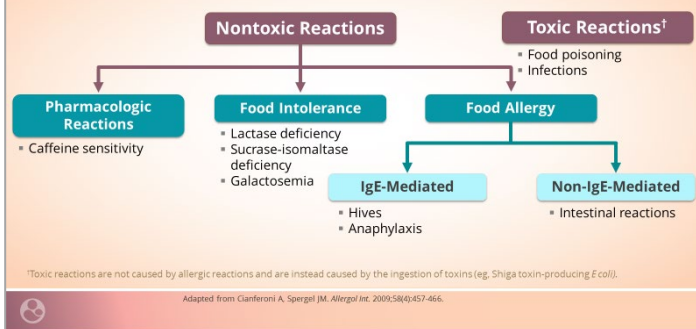 Nontoxic Reactions
Toxic Reactions†
▪ Food poisoning
▪ Infections
Pharmacologic
Reactions
▪ Caffeine sensitivity
Food Intolerance
▪ Lactase deficiency
▪ Sucrase-isomaltase
deficiency
▪ Galactosemia
Food Allergy
IgE-Mediated
▪ Hives
▪ Anaphylaxis
Non-IgE-Mediated
▪ Intestinal reactions
†Toxic reactions are not caused by allergic reactions and are instead caused by the ingestion of toxins (eg, Shiga toxin-producing E coli).
Adapted from Cianferoni A, Spergel JM. Allergol Int. 2009;58(4):457-466.